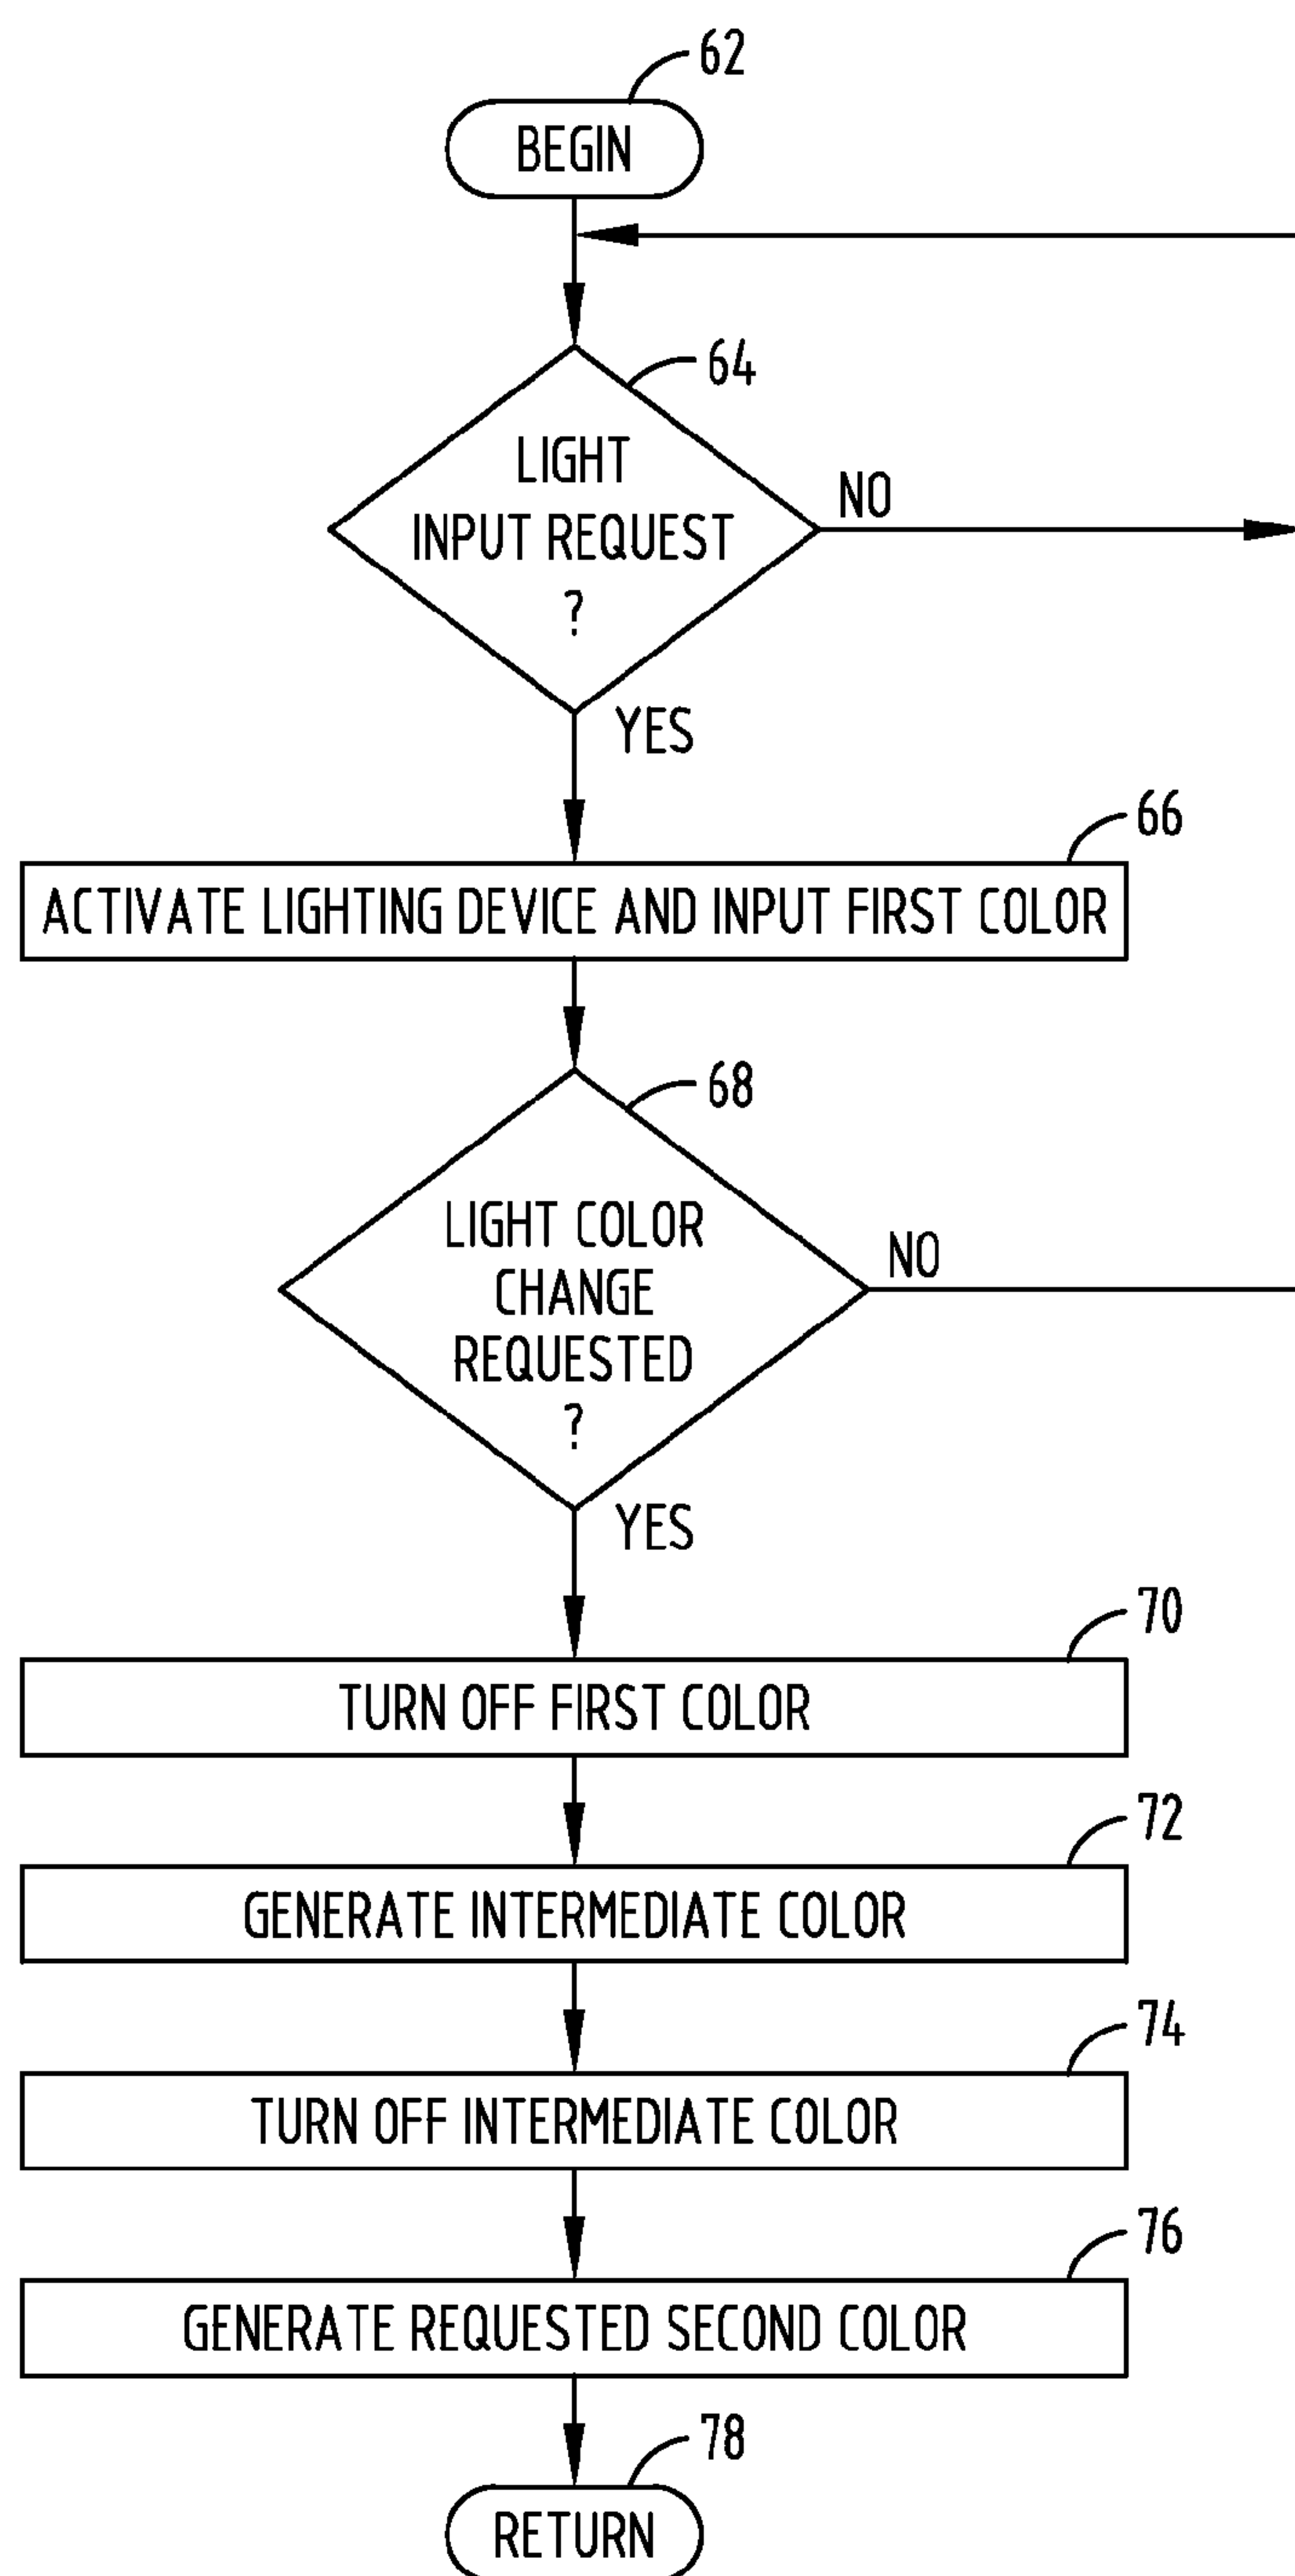 62
BEGIN
64
LIGHT
INPUT REQUEST
?
NO
YES
66
ACTIVATE LIGHTING DEVICE AND INPUT FIRST COLOR
68
LIGHT COLOR
CHANGE
REQUESTED
?
NO
YES
70
TURN OFF FIRST COLOR
72
GENERATE INTERMEDIATE COLOR
74
TURN OFF INTERMEDIATE COLOR
76
GENERATE REQUESTED SECOND COLOR
78
RETURN